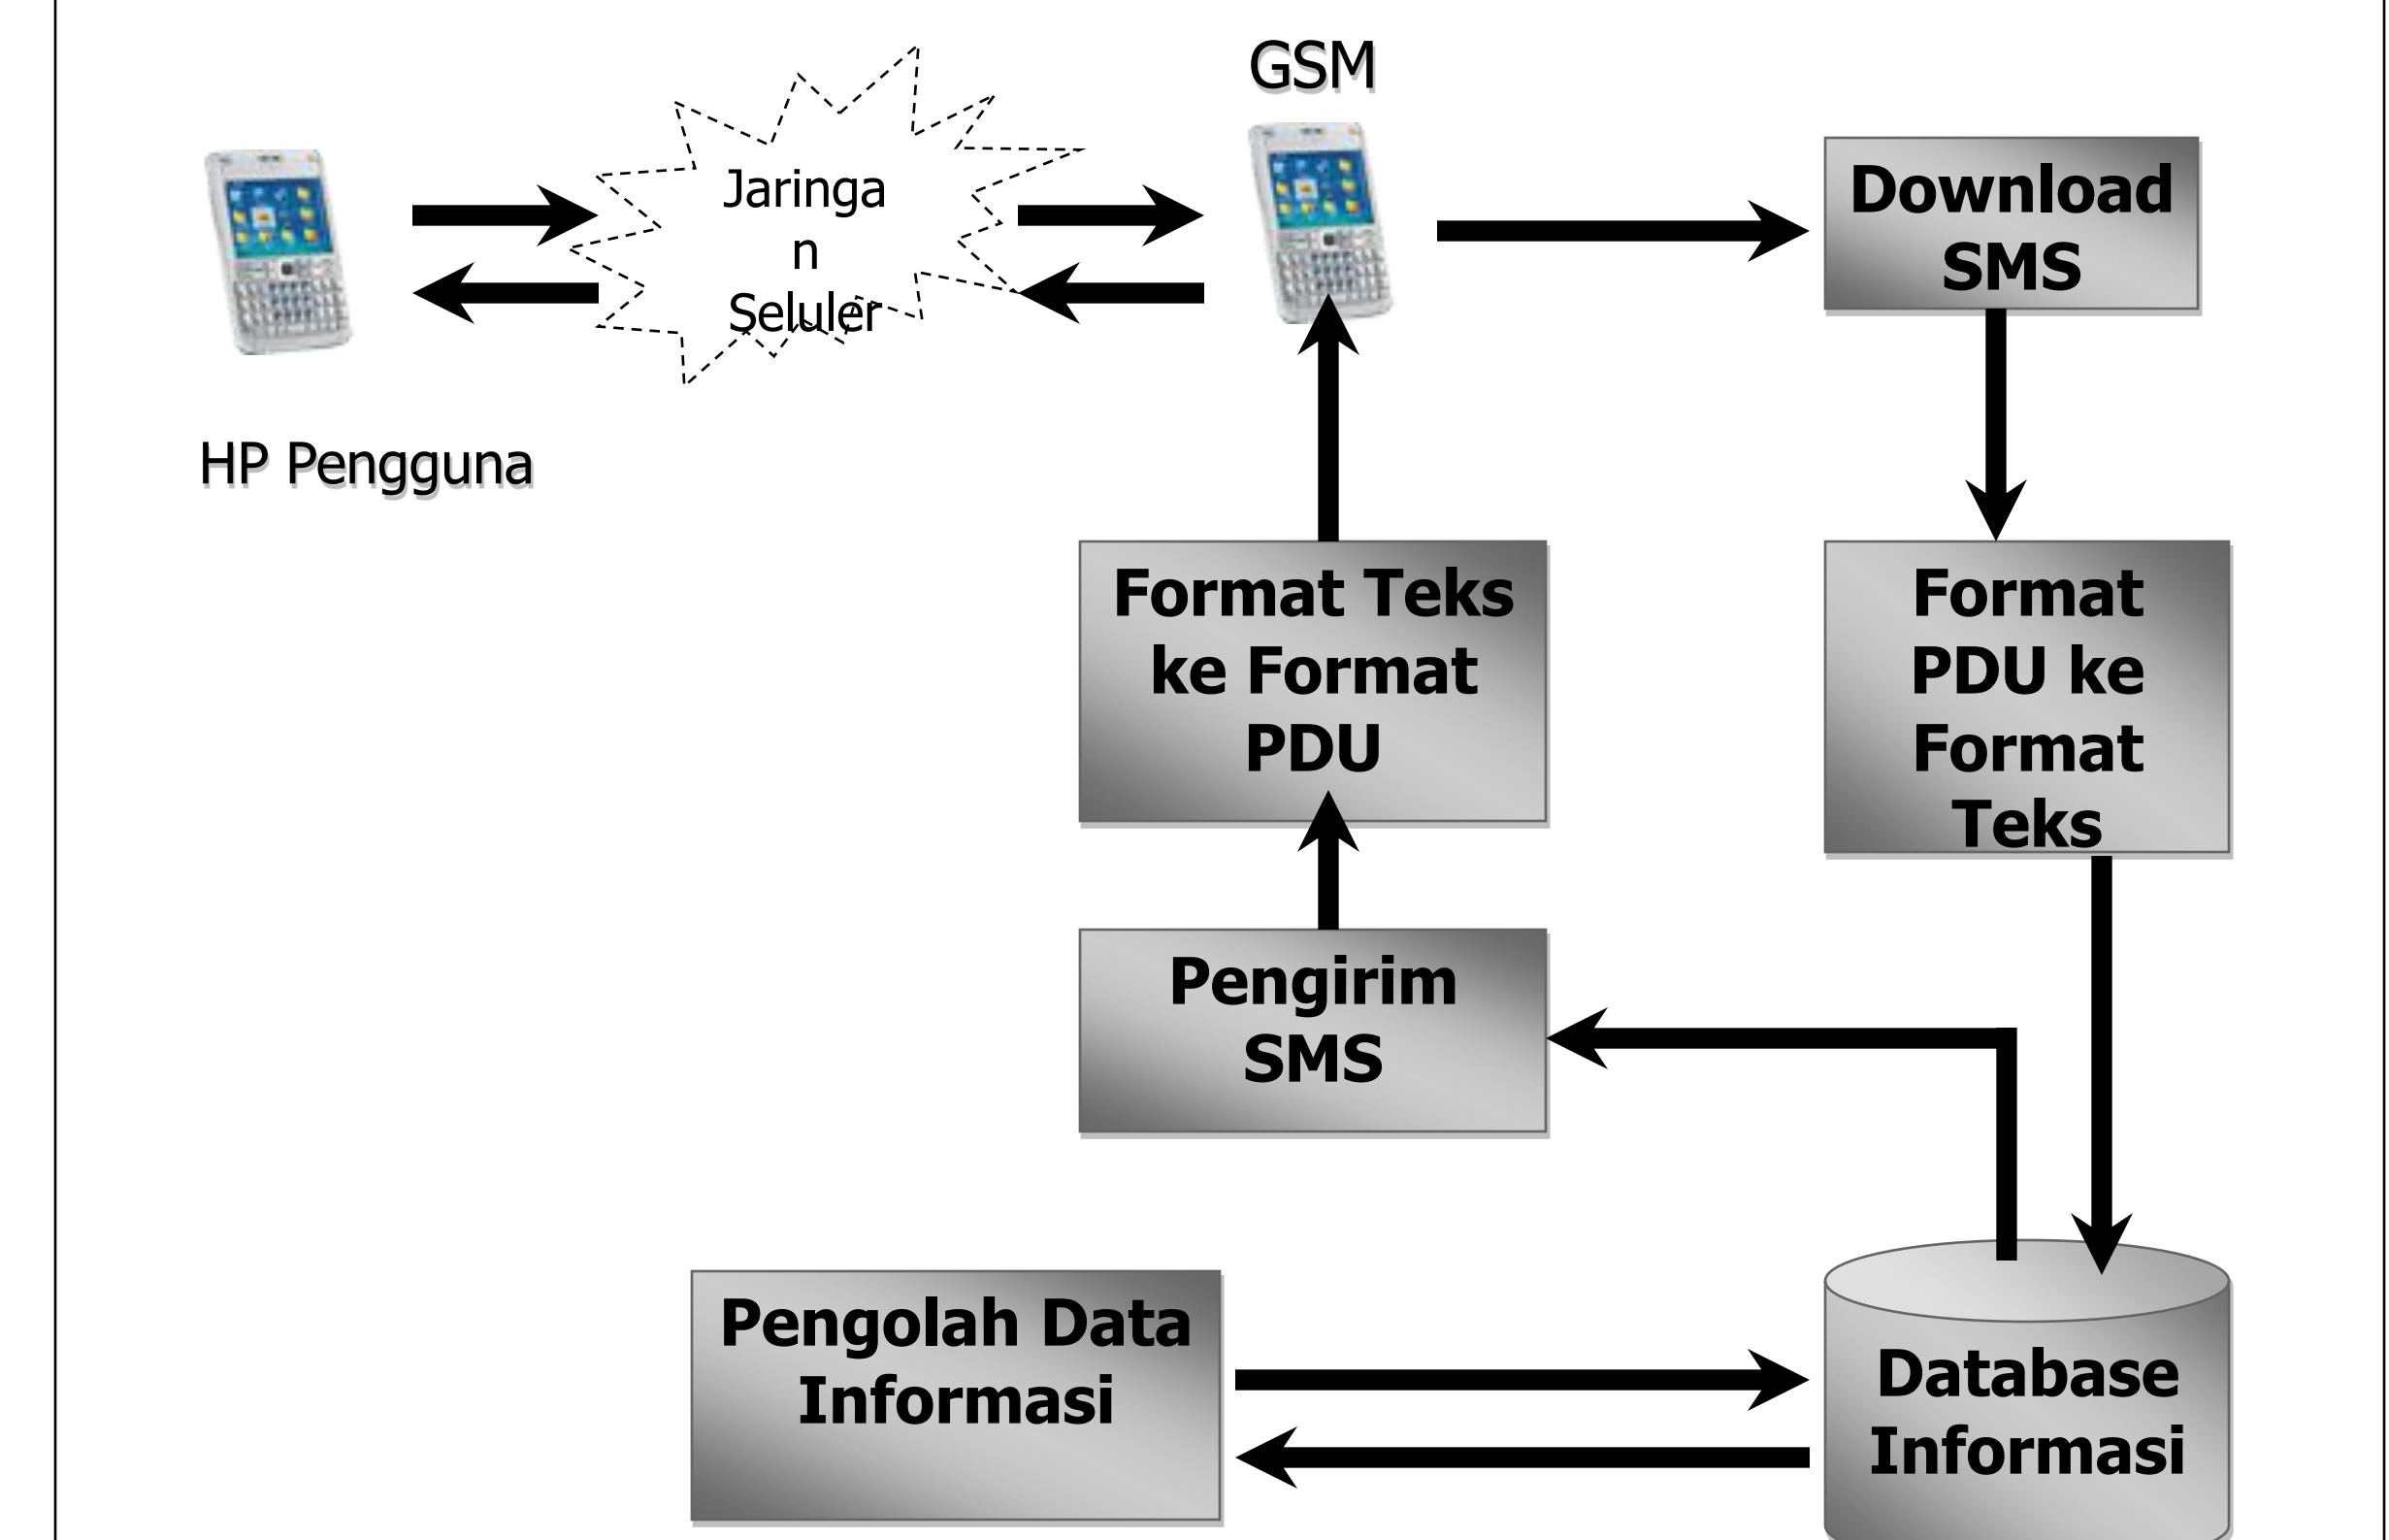 GSM
Jaringa
n
Seluler
HP Pengguna
Download
SMS
Format Teks
ke Format
PDU
Format
PDU ke
Format
Teks
Pengirim
SMS
Pengolah Data
Informasi
Database
Informasi